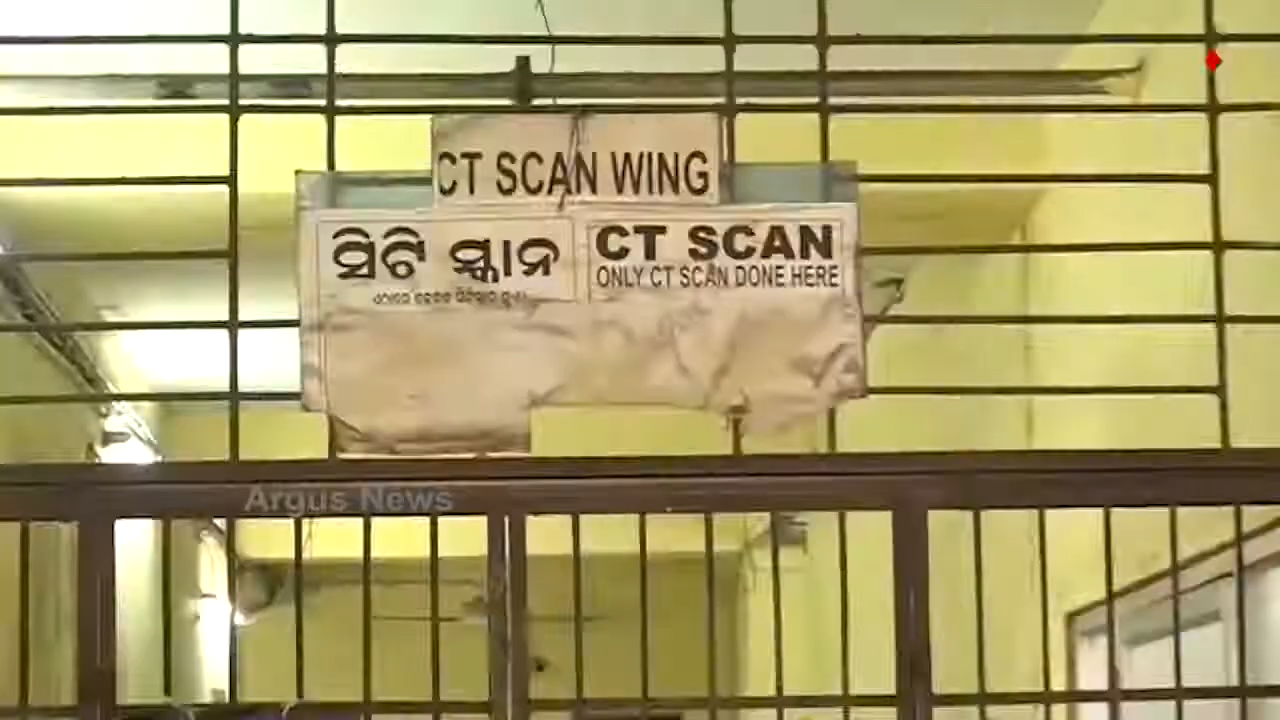 CT SCAN WING
ସିଟି ସ୍କାନ
CT SCAN
ONLY CT SCAN DONE HERE
Argus News